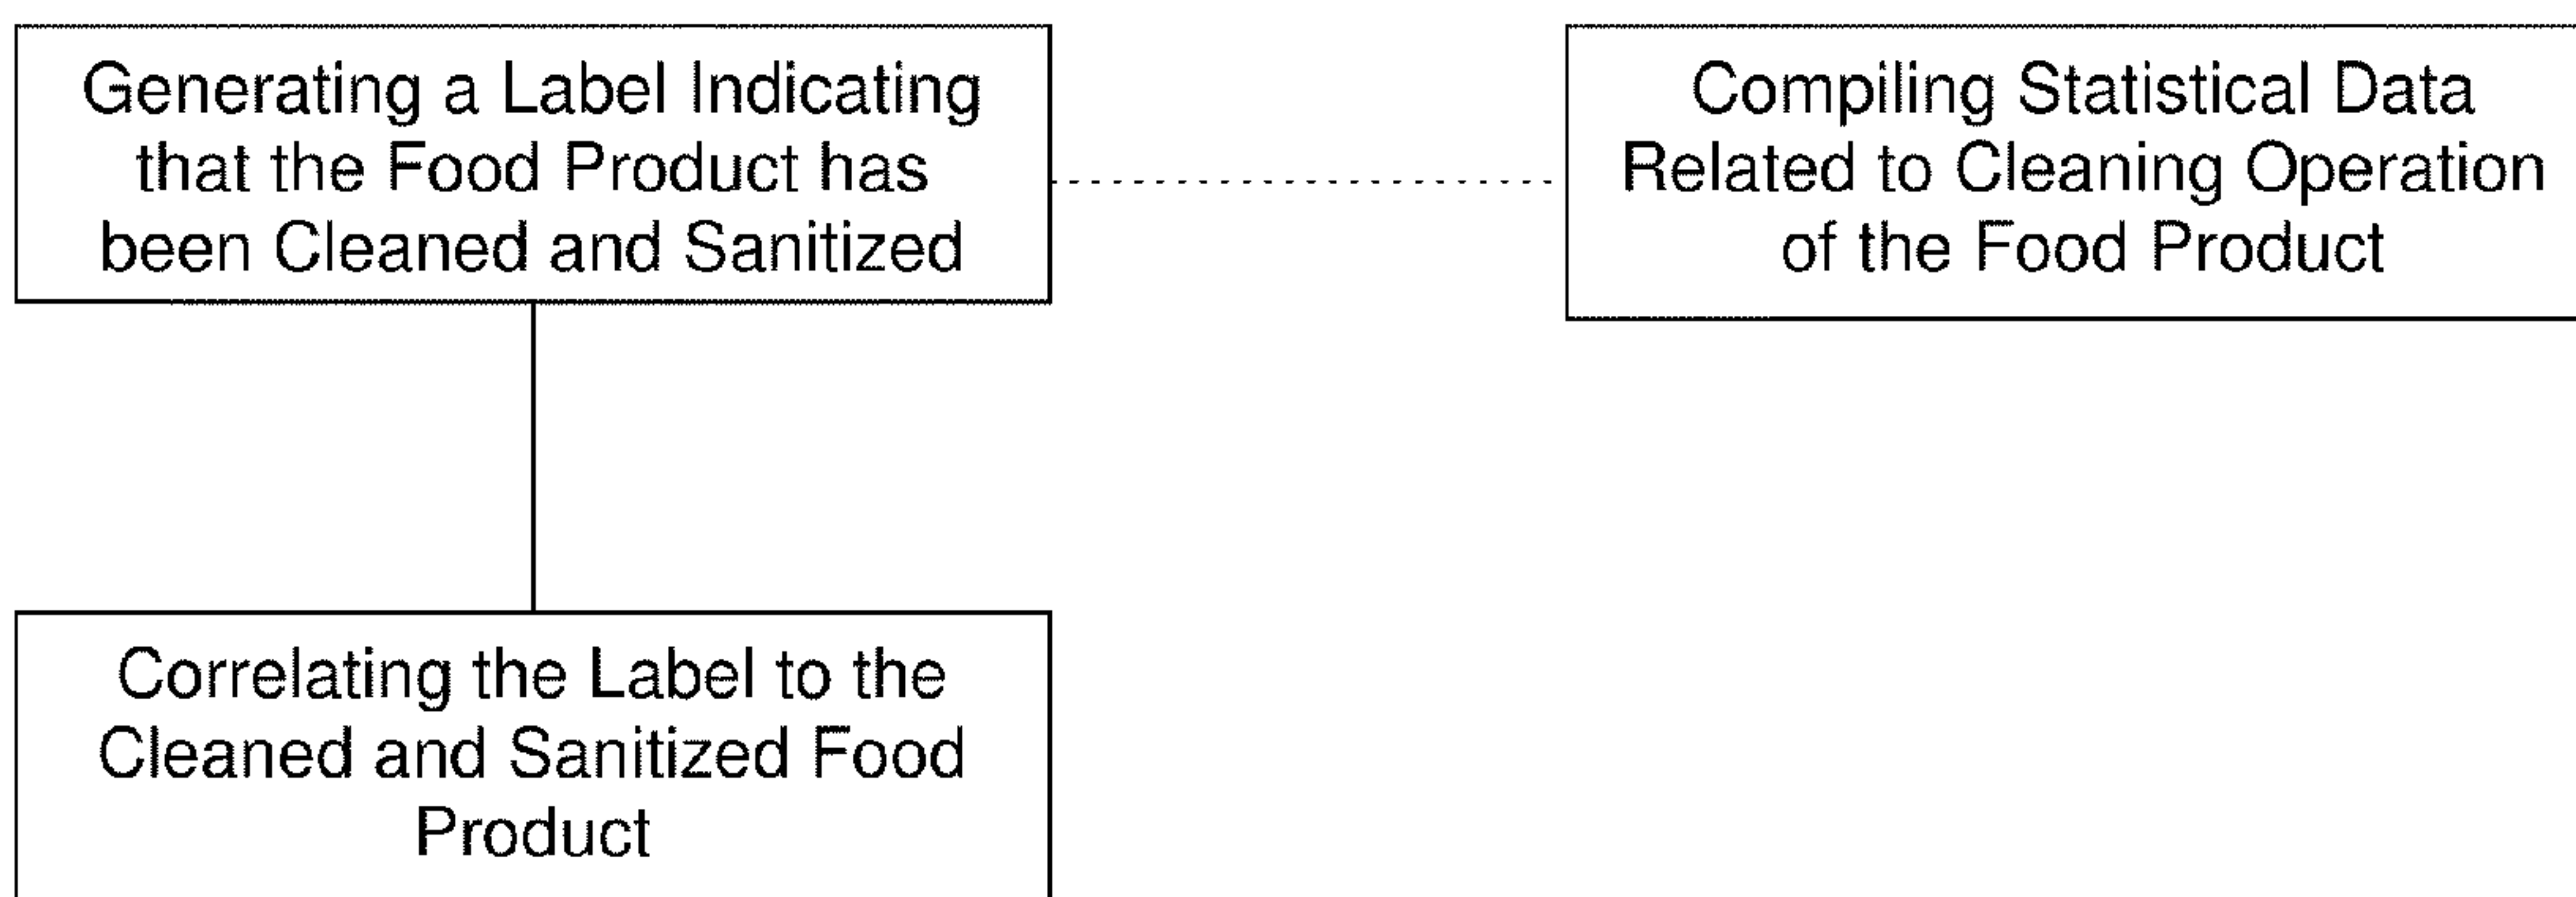 Generating a Label Indicating
that the Food Product has
been Cleaned and Sanitized
Compiling Statistical Data
Related to Cleaning Operation
of the Food Product
Correlating the Label to the
Cleaned and Sanitized Food
Product